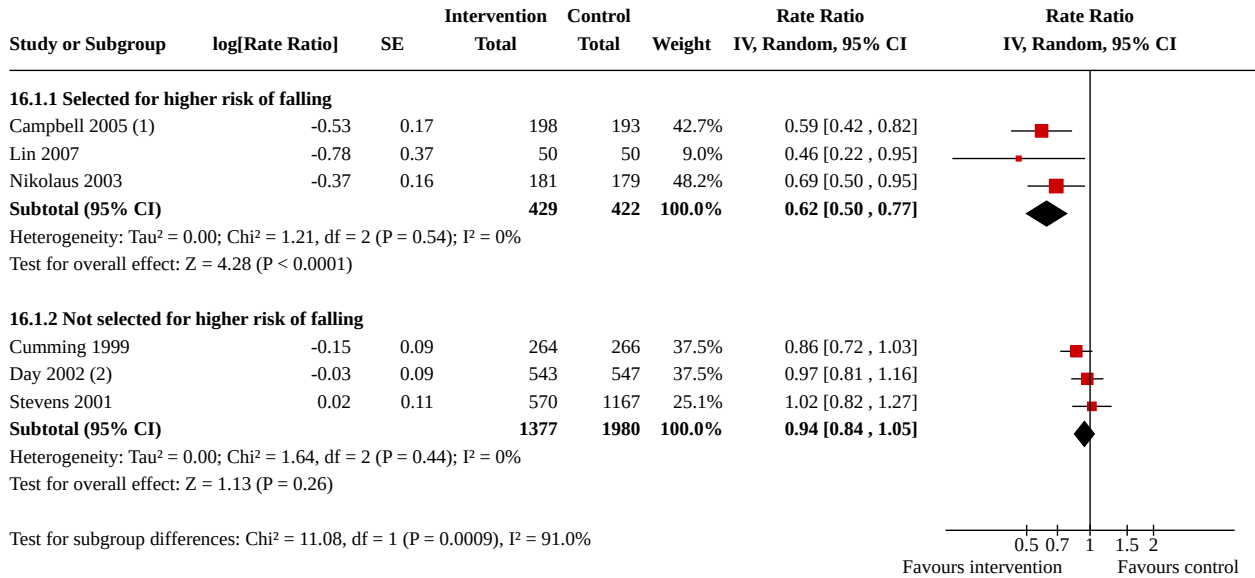 Intervention Control Rate Ratio Rate Ratio
Study or Subgroup log[Rate Ratio] SE Total Total Weight IV, Random, 95% CI IV, Random, 95% CI
16.1.1 Selected for higher risk of falling
Campbell 2005 (1) -0.53 0.17 198 193 42.7% 0.59 [0.42 , 0.82]
Lin 2007 -0.78 0.37 50 50 9.0% 0.46 [0.22 , 0.95]
Nikolaus 2003 -0.37 0.16 181 179 48.2% 0.69 [0.50 , 0.95]
Subtotal (95% CI) 429 422 100.0% 0.62 [0.50 , 0.77]
Heterogeneity: Tau² = 0.00; Chi² = 1.21, df = 2 (P = 0.54); I² = 0%
Test for overall effect: Z = 4.28 (P < 0.0001)
16.1.2 Not selected for higher risk of falling
Cumming 1999 -0.15 0.09 264 266 37.5% 0.86 [0.72 , 1.03]
Day 2002 (2) -0.03 0.09 543 547 37.5% 0.97 [0.81 , 1.16]
Stevens 2001 0.02 0.11 570 1167 25.1% 1.02 [0.82 , 1.27]
Subtotal (95% CI) 1377 1980 100.0% 0.94 [0.84 , 1.05]
Heterogeneity: Tau² = 0.00; Chi² = 1.64, df = 2 (P = 0.44); I² = 0%
Test for overall effect: Z = 1.13 (P = 0.26)
Test for subgroup differences: Chi² = 11.08, df = 1 (P = 0.0009), I² = 91.0%
0.5 0.7 1 1.5 2
Favours intervention Favours control